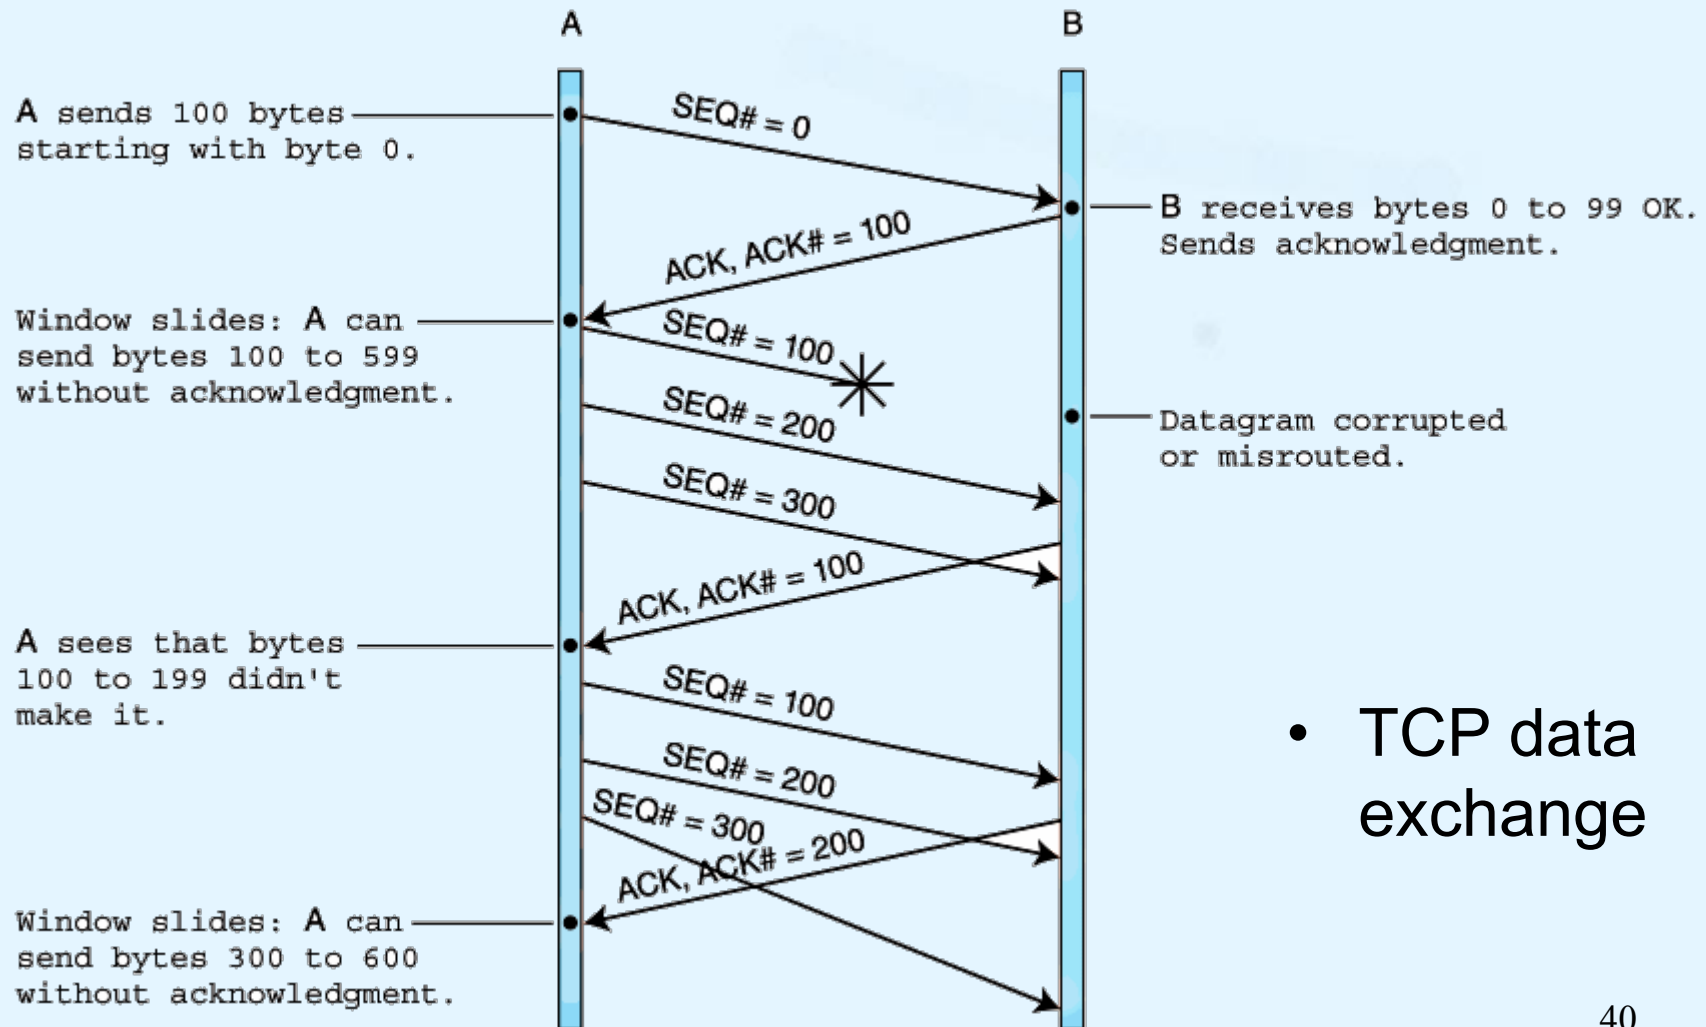 A
B
A sends 100 bytes
starting with byte 0.
SEQ# = 0
B receives bytes 0 to 99 OK.
Sends acknowledgment.
ACK, ACK# = 100
Window slides: A can
send bytes 100 to 599
without acknowledgment.
SEQ# = 100
SEQ# = 200
Datagram corrupted
or misrouted.
SEQ# = 300
ACK, ACK# = 100
A sees that bytes
100 to 199 didn't
make it.
SEQ# = 100
SEQ# = 200
SEQ# = 300
ACK, ACK# = 200
Window slides: A can
send bytes 300 to 600
without acknowledgment.
• TCP data
exchange
40